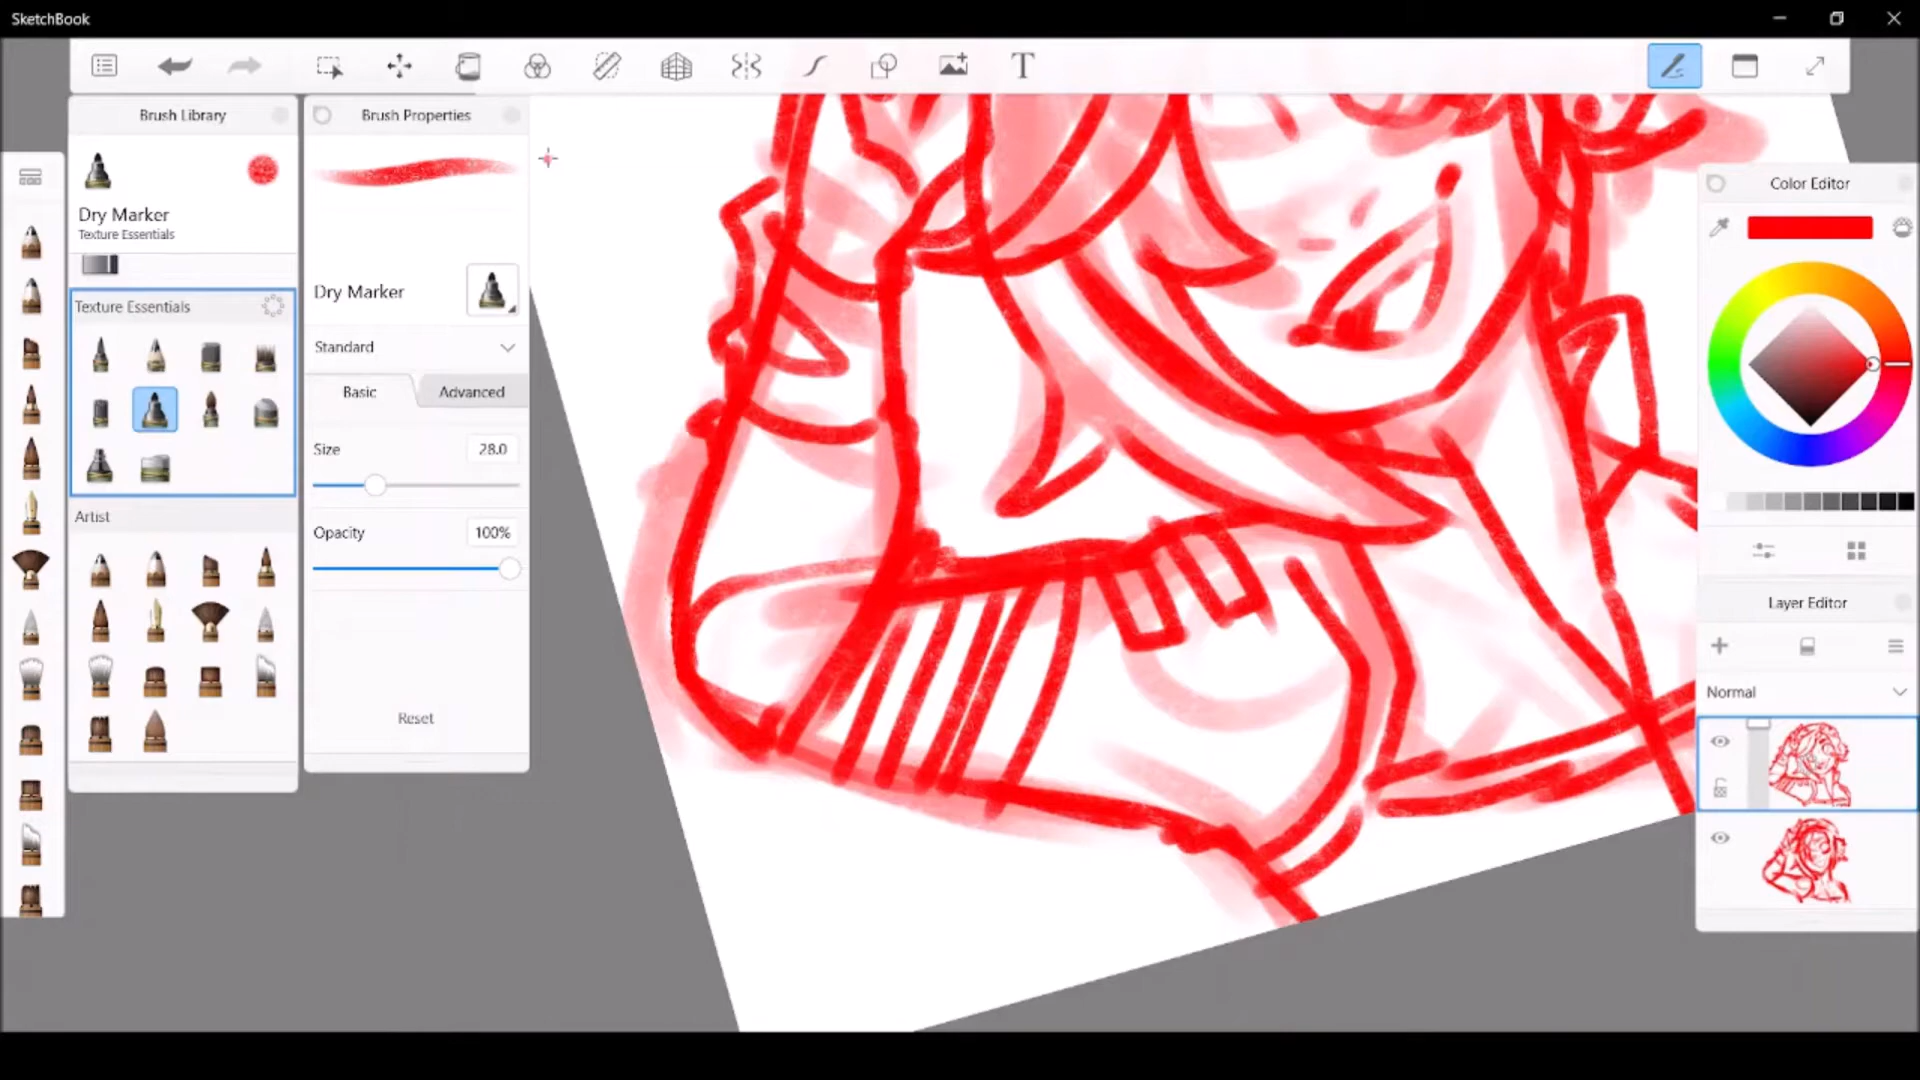 SketchBook
T
Brush Library
Brush Properties
Dry Marker
Texture Essentials
Dry Marker
Texture Essentials
Standard
Basic
Advanced
Size
28.0
Artist
Opacity
100%
Reset
Color Editor
Layer Editor
Normal